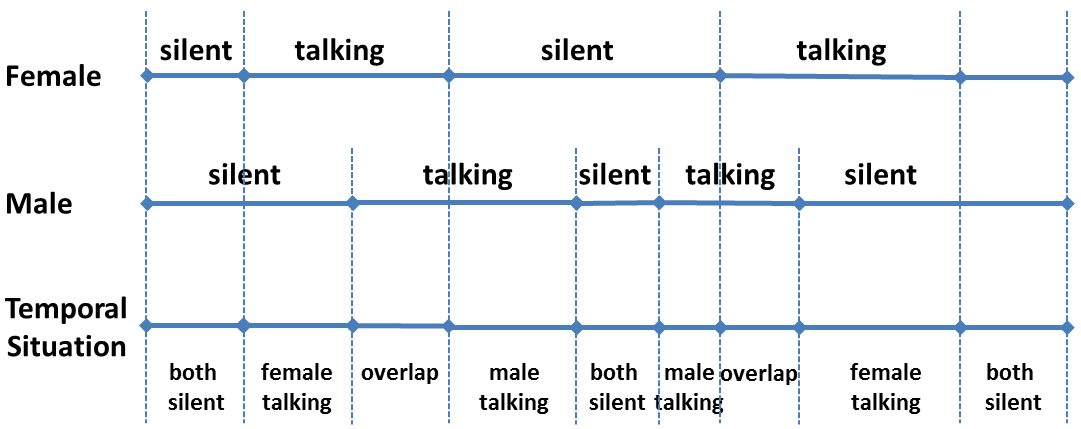 silent talking silent talking
Female
silent talking silent talking silent
Male
Temporal
Situation
both female overlap male both male overlap female both
silent talking talking silent talking talking silent